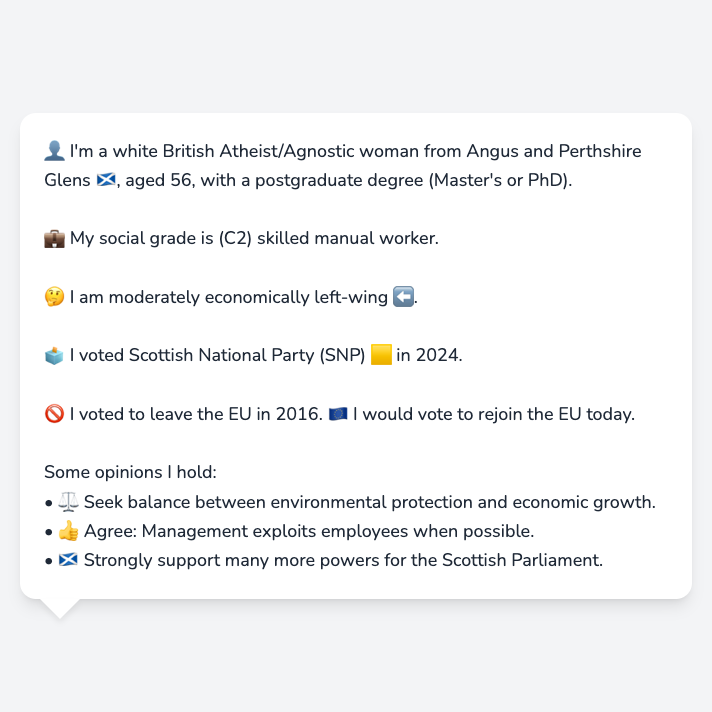 👤 I'm a white British Atheist/Agnostic woman from Angus and Perthshire
Glens 🏴󠁧󠁢󠁳󠁣󠁴󠁿, aged 56, with a postgraduate degree (Master's or PhD).
💼 My social grade is (C2) skilled manual worker.
🤔 I am moderately economically left-wing ⬅️.
🗳️ I voted Scottish National Party (SNP) 🟨 in 2024.
🚫 I voted to leave the EU in 2016. 🇪🇺 I would vote to rejoin the EU today.
Some opinions I hold:
• ⚖️ Seek balance between environmental protection and economic growth.
• 👍 Agree: Management exploits employees when possible.
• 🏴󠁧󠁢󠁳󠁣󠁴󠁿 Strongly support many more powers for the Scottish Parliament.